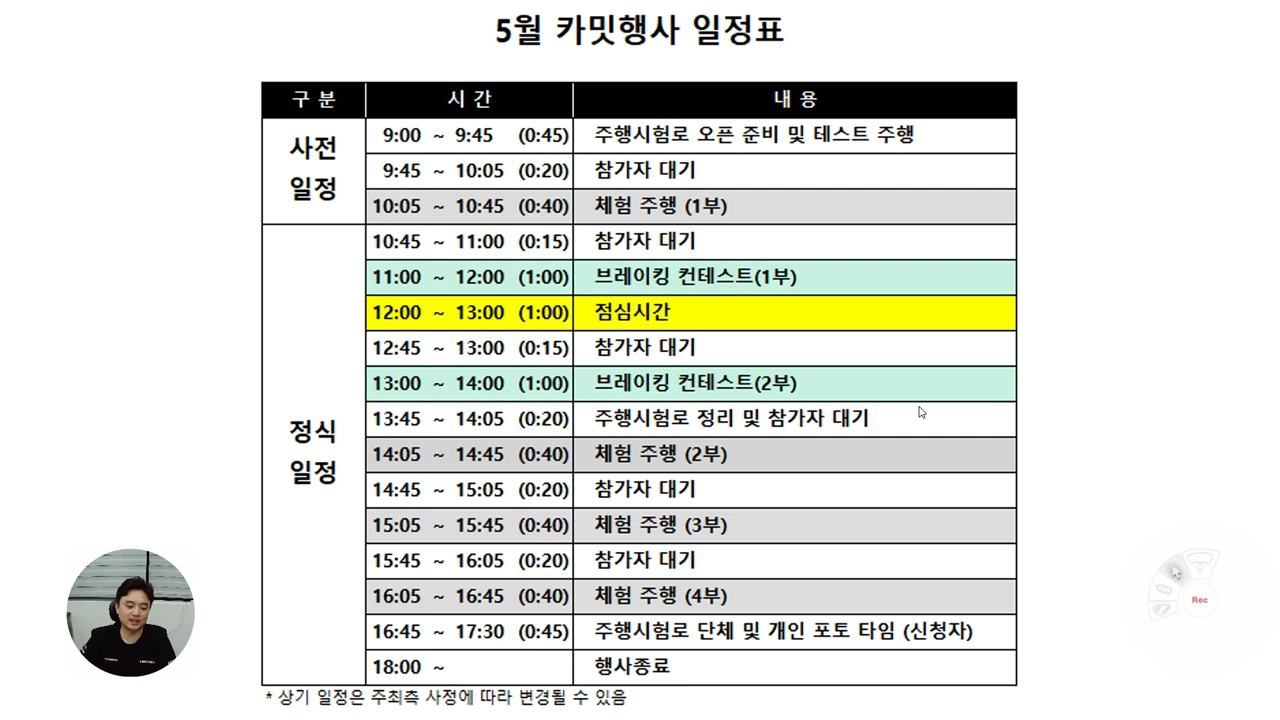 5월 카밋행사 일정표
구 분 시 간 내 용
사전
일정
9:00 ~ 9:45 (0:45) 주행시험로 오픈 준비 및 테스트 주행
9:45 ~ 10:05 (0:20) 참가자 대기
10:05 ~ 10:45 (0:40) 체험 주행 (1부)
정식
일정
10:45 ~ 11:00 (0:15) 참가자 대기
11:00 ~ 12:00 (1:00) 브레이킹 컨테스트(1부)
12:00 ~ 13:00 (1:00) 점심시간
12:45 ~ 13:00 (0:15) 참가자 대기
13:00 ~ 14:00 (1:00) 브레이킹 컨테스트(2부)
13:45 ~ 14:05 (0:20) 주행시험로 정리 및 참가자 대기
14:05 ~ 14:45 (0:40) 체험 주행 (2부)
14:45 ~ 15:05 (0:20) 참가자 대기
15:05 ~ 15:45 (0:40) 체험 주행 (3부)
15:45 ~ 16:05 (0:20) 참가자 대기
16:05 ~ 16:45 (0:40) 체험 주행 (4부)
16:45 ~ 17:30 (0:45) 주행시험로 단체 및 개인 포토 타임 (신청자)
18:00 ~ 행사종료
* 상기 일정은 주최측 사정에 따라 변경될 수 있음
Rec